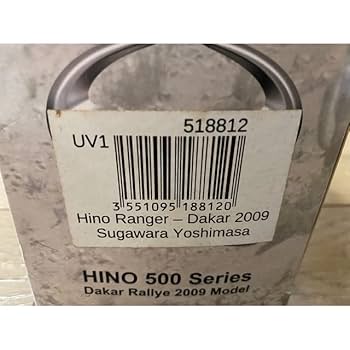 518812
UV1
3 551095 188120
Hino Ranger – Dakar 2009
Sugawara Yoshimasa
HINO 500 Series
Dakar Rallye 2009 Model